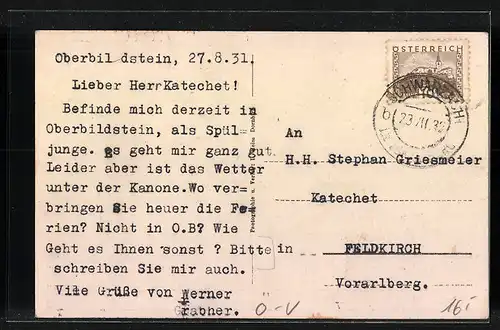 Oberbildstein, 27.8.31.
Lieber HerrKatechet!
Befinde mich derzeit in
Oberbildstein, als Spül-
junge. es geht mir ganz gut
Leider aber ist das Wetter
unter der Kanone.Wo ver-
bringen Sie heuer die Fe-
rien? Nicht in O.B? Wie
Geht es Ihnen sonst ? Bitte
schreiben Sie mir auch.
Vile Grüße von Werner
Grabher.
ÖSTERREICH
An
H.H. Stephan Griesmeier
Katechet
in FELDKIRCH
Vorarlberg.
O-V
16.-